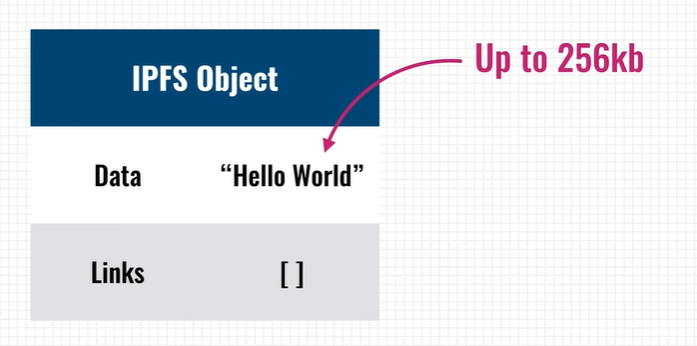 Up to 256kb
IPFS Object
Data “Hello World”
Links [ ]